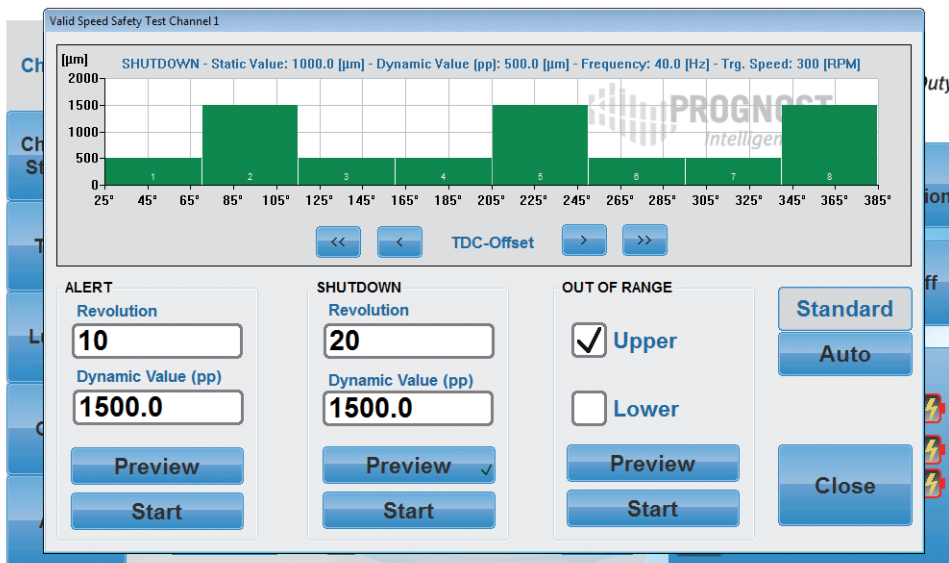 Valid Speed Safety Test Channel 1
[µm]
SHUTDOWN - Static Value: 1000.0 [µm] - Dynamic Value (pp): 500.0 [µm] - Frequency: 40.0 [Hz] - Trg. Speed: 300 [RPM]
2000
1500
1000
500
0
PROGNOST
1 2 3 4 5 6 7 8
25° 45° 65° 85° 105° 125° 145° 165° 185° 205° 225° 245° 265° 285° 305° 325° 345° 365° 385°
<< < TDC-Offset > >>
ALERT
Revolution
10
Dynamic Value (pp)
1500.0
Preview
Start
SHUTDOWN
Revolution
20
Dynamic Value (pp)
1500.0
Preview
Start
OUT OF RANGE
Upper
Lower
Preview
Start
Standard
Auto
Close